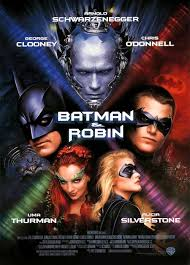 ARNOLD
SCHWARZENEGGER
GEORGE
CLOONEY
CHRIS
O'DONNELL
BATMAN
&
ROBIN
UMA
THURMAN
ALICIA
SILVERSTONE